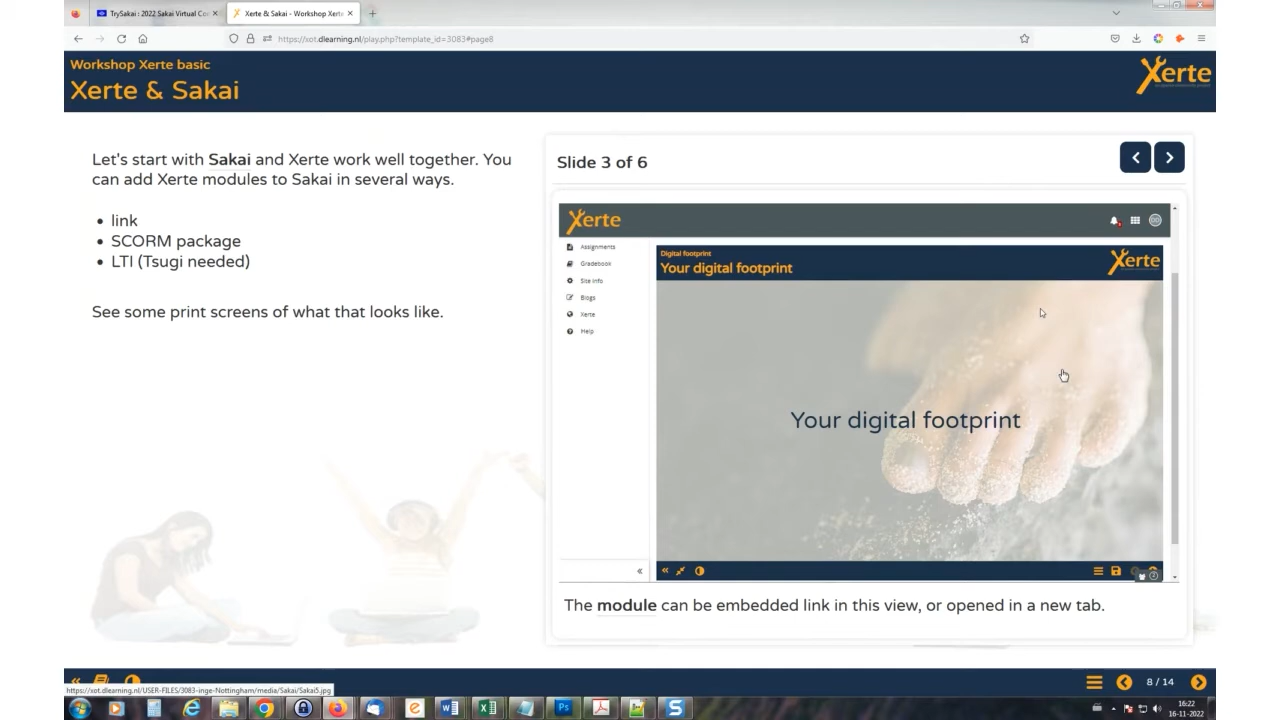 TrySakai : 2022 Sakai Virtual Co
Xerte & Sakai - Workshop Xerte
https://xot.dlearning.nl/play.php?template_id=3083#page8
Workshop Xerte basic
Xerte & Sakai
Xerte
Let's start with Sakai and Xerte work well together. You
can add Xerte modules to Sakai in several ways.
• link
• SCORM package
• LTI (Tsugi needed)
See some print screens of what that looks like.
Slide 3 of 6
Xerte
Assignments
Gradebook
Site Info
Blogs
Xerte
Help
Digital footprint
Your digital footprint
Xerte
Your digital footprint
The module can be embedded link in this view, or opened in a new tab.
8 / 14
https://xot.dlearning.nl/USER-FILES/3083-inge-Nottingham/media/Sakai/Sakai5.jpg
16:22
16-11-2022